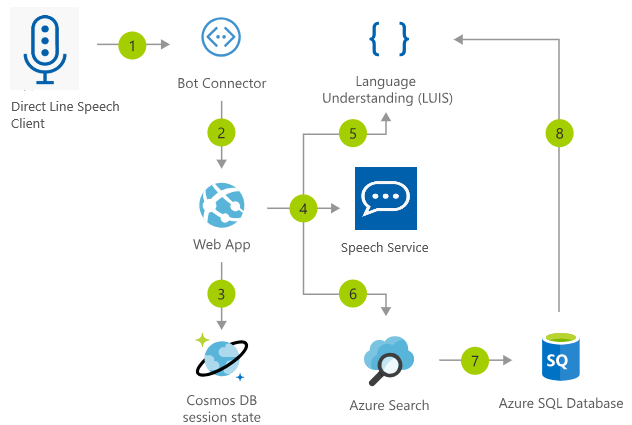 1
Bot Connector
Direct Line Speech
Client
2
Web App
3
Cosmos DB
session state
4
5
Language
Understanding (LUIS)
Speech Service
6
Azure Search
7
SQ
Azure SQL Database
8